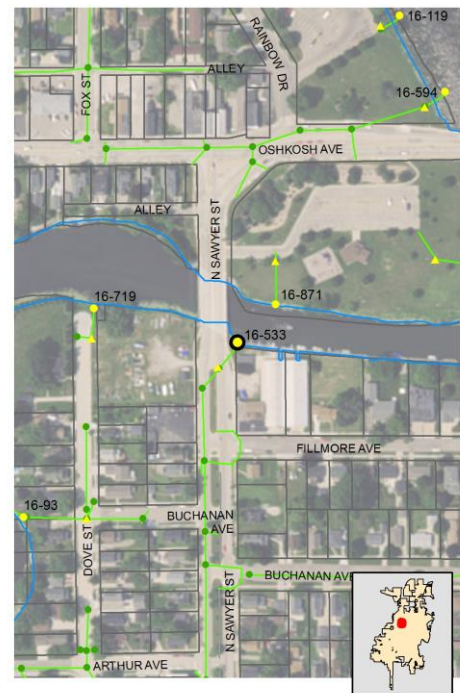 16-119
RAINBOW DR
ALLEY
FOX ST
16-594
OSHKOSH AVE
ALLEY
N SAWYER ST
16-871
16-719
16-533
FILLMORE AVE
16-93
BUCHANAN
AVE
DOVE ST
BUCHANAN AVE
N SAWYER ST
ARTHUR AVE